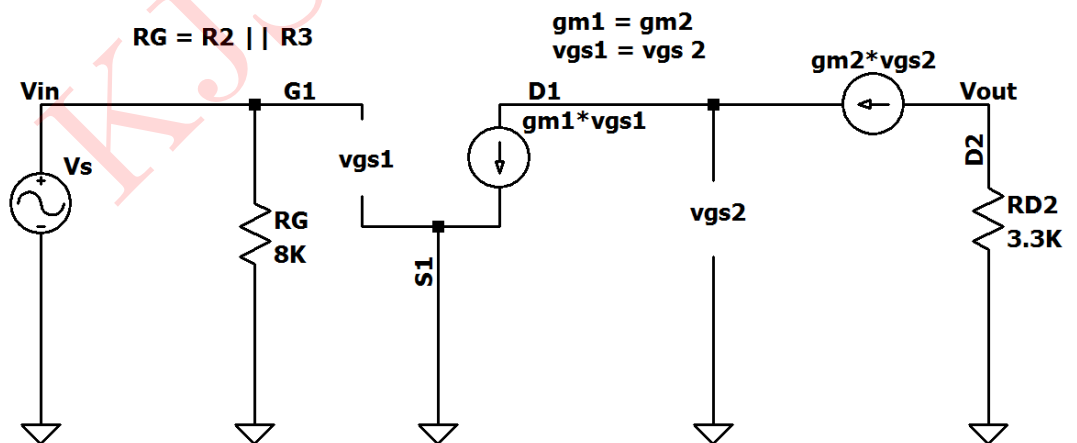 RG = R2 || R3
gm1 = gm2
vgs1 = vgs 2
gm2*vgs2
Vin
G1
D1
Vout
gm1*vgs1
Vs
vgs1
D2
vgs2
RG
8K
RD2
3.3K
S1